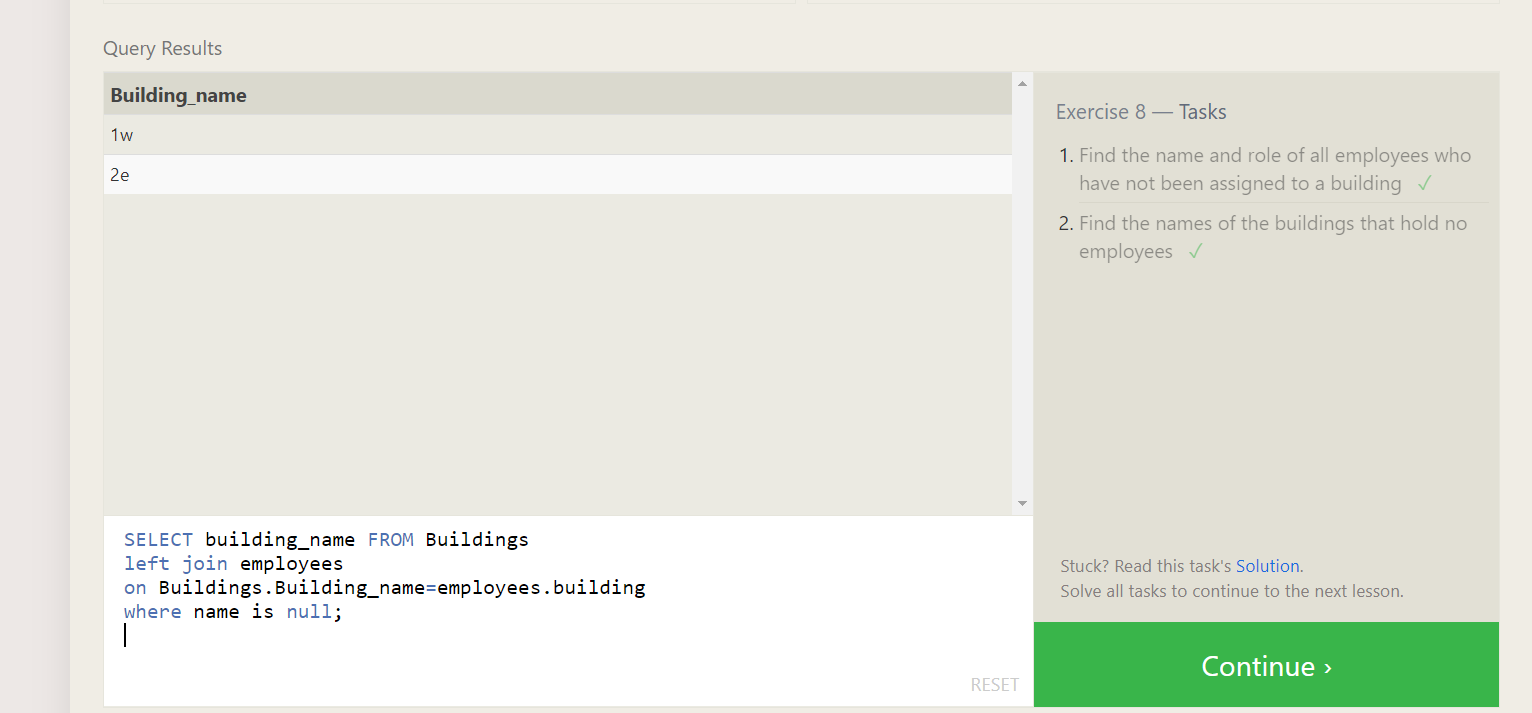 Query Results
Building_name
1w
2e
SELECT building_name FROM Buildings
left join employees
on Buildings.Building_name=employees.building
where name is null;
RESET
Exercise 8 — Tasks
1. Find the name and role of all employees who
have not been assigned to a building ✓
2. Find the names of the buildings that hold no
employees ✓
Stuck? Read this task's Solution.
Solve all tasks to continue to the next lesson.
Continue ›